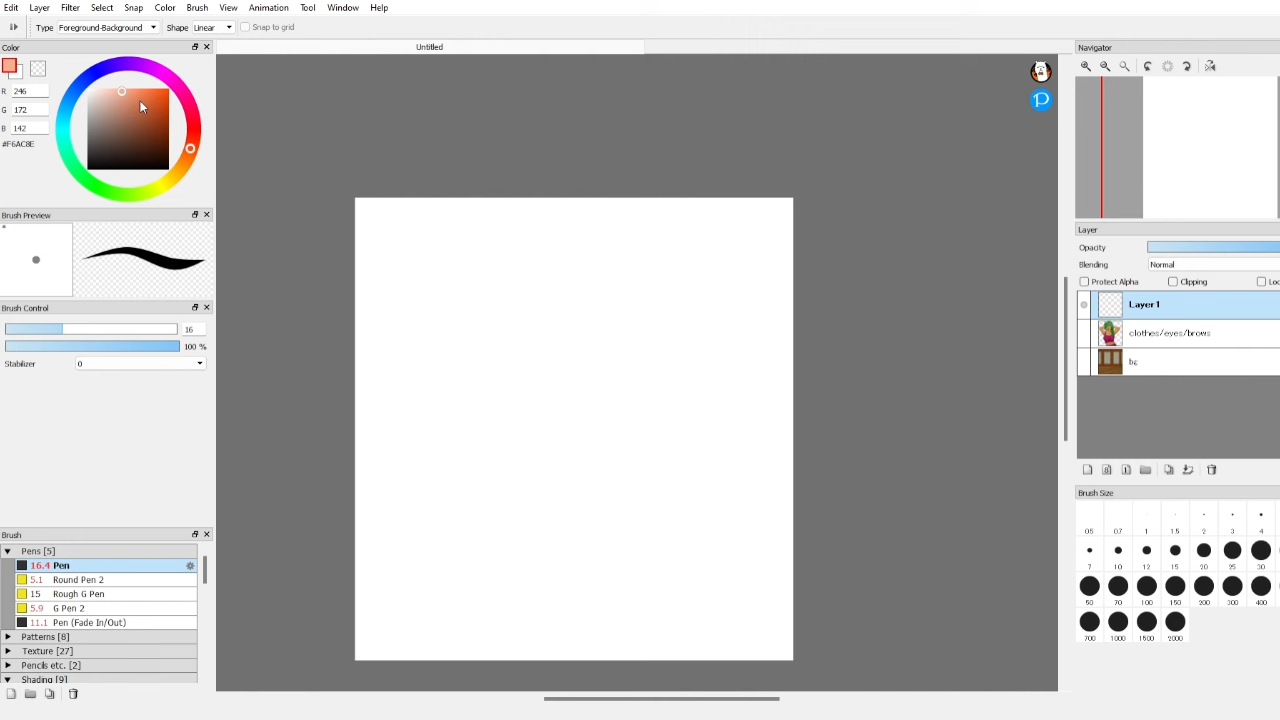 Edit Layer Filter Select Snap Color Brush View Animation Tool Window Help
Type Foreground-Background Shape Linear Snap to grid
Color
Untitled
Navigator
R 246
G 172
B 142
#F6AC8E
Brush Preview
Brush Control
16
100 %
Stabilizer 0
Brush
Pens [5]
16.4 Pen
5.1 Round Pen 2
15 Rough G Pen
5.9 G Pen 2
11.1 Pen (Fade In/Out)
Patterns [8]
Texture [27]
Pencils etc. [2]
Shading [9]
Layer
Opacity
Blending Normal
Protect Alpha Clipping Loc
Layer1
clothes/eyes/brows
bg
Brush Size
0.5 0.7 1 1.5 2 3 4
7 10 12 15 20 25 30
50 70 100 150 200 300 400
700 1000 1500 2000